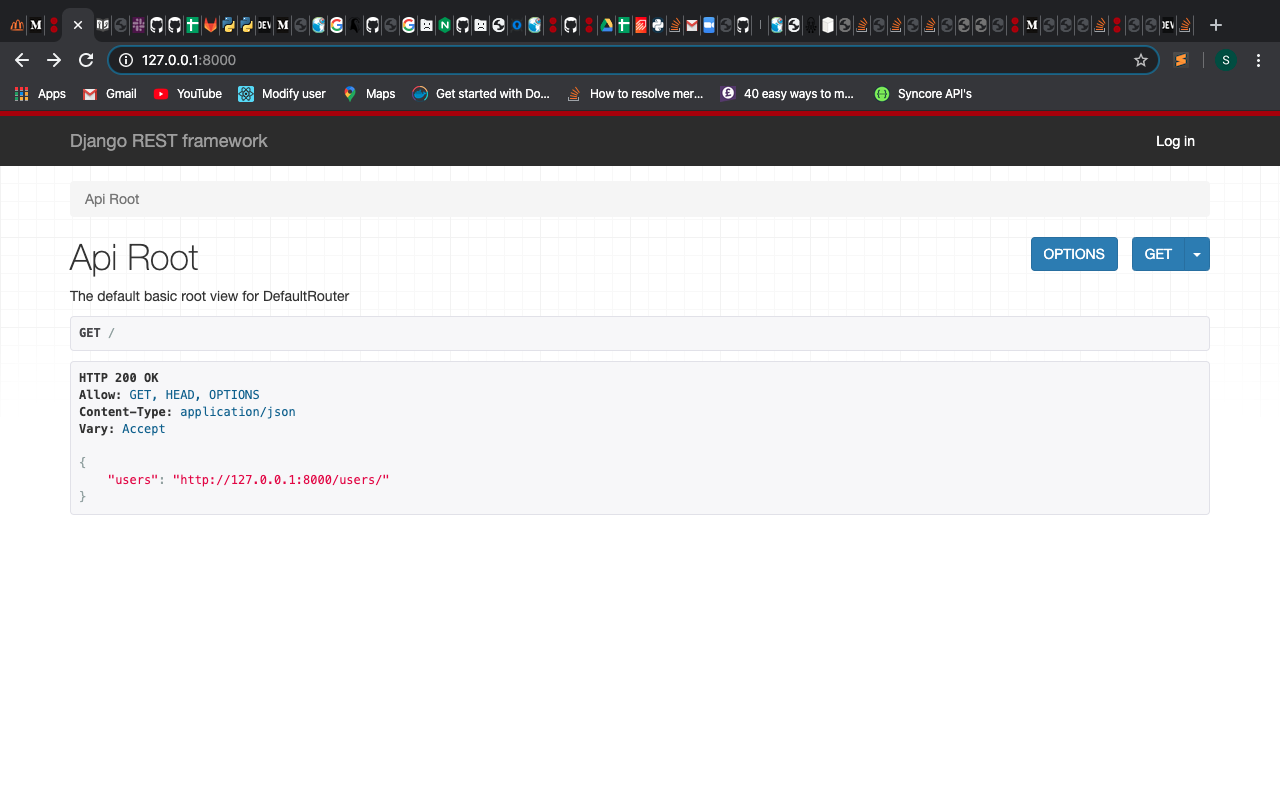 127.0.0.1:8000
S
Apps Gmail YouTube Modify user Maps Get started with Do... How to resolve mer... 40 easy ways to m... Syncore API's
Django REST framework Log in
Api Root
Api Root OPTIONS GET
The default basic root view for DefaultRouter
GET /
HTTP 200 OK
Allow: GET, HEAD, OPTIONS
Content-Type: application/json
Vary: Accept
{
"users": "http://127.0.0.1:8000/users/"
}